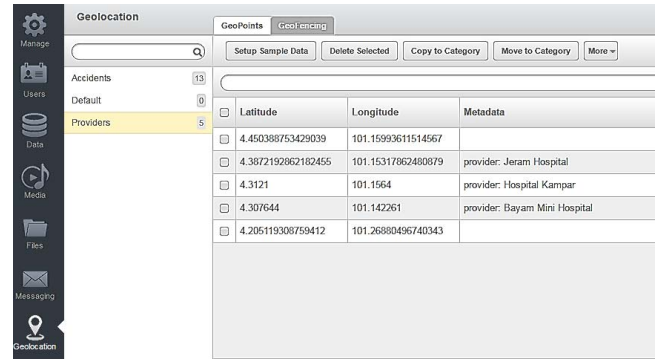 Manage
Users
Data
Media
Files
Messaging
Geolocation
Geolocation
Accidents 13
Default 0
Providers 5
GeoPoints GeoFencing
Setup Sample Data Delete Selected Copy to Category Move to Category More
Latitude Longitude Metadata
4.450388753429039 101.15993611514567
4.3872192862182455 101.15317862480879 provider: Jeram Hospital
4.3121 101.1564 provider: Hospital Kampar
4.307644 101.142261 provider: Bayam Mini Hospital
4.205119308759412 101.26880496740343